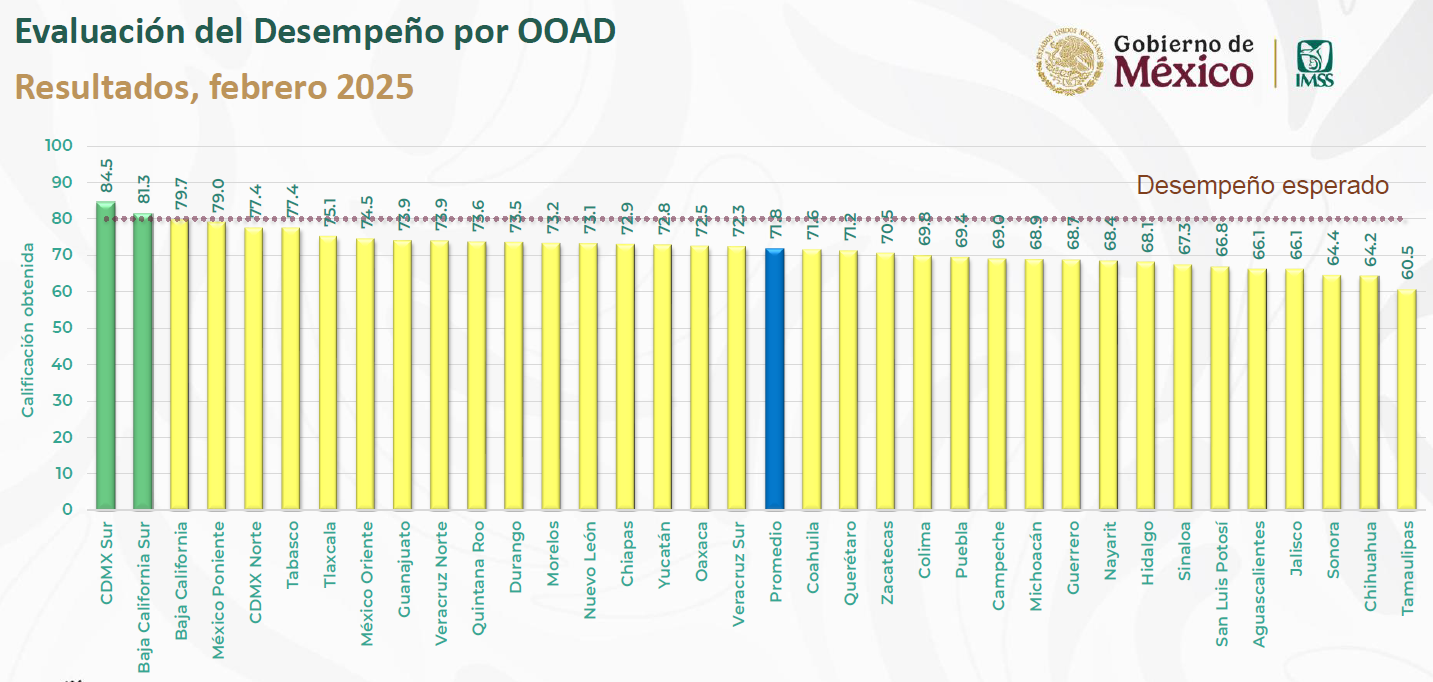 Evaluación del Desempeño por OOAD
Resultados, febrero 2025
ESTADOS UNIDOS MEXICANOS
Gobierno de
México
IMSS
Desempeño esperado
Calificación obtenida
100
90
80
70
60
50
40
30
20
10
0
84.5
81.3
79.7
79.0
77.4
77.4
75.1
74.5
73.9
73.9
73.6
73.5
73.2
73.1
72.9
72.8
72.5
72.3
71.8
71.6
71.2
70.5
69.8
69.4
69.0
68.9
68.7
68.4
68.1
67.3
66.8
66.1
66.1
64.4
64.2
60.5
CDMX Sur
Baja California Sur
Baja California
México Poniente
CDMX Norte
Tabasco
Tlaxcala
México Oriente
Guanajuato
Veracruz Norte
Quintana Roo
Durango
Morelos
Nuevo León
Chiapas
Yucatán
Oaxaca
Veracruz Sur
Promedio
Coahuila
Querétaro
Zacatecas
Colima
Puebla
Campeche
Michoacán
Guerrero
Nayarit
Hidalgo
Sinaloa
San Luis Potosí
Aguascalientes
Jalisco
Sonora
Chihuahua
Tamaulipas